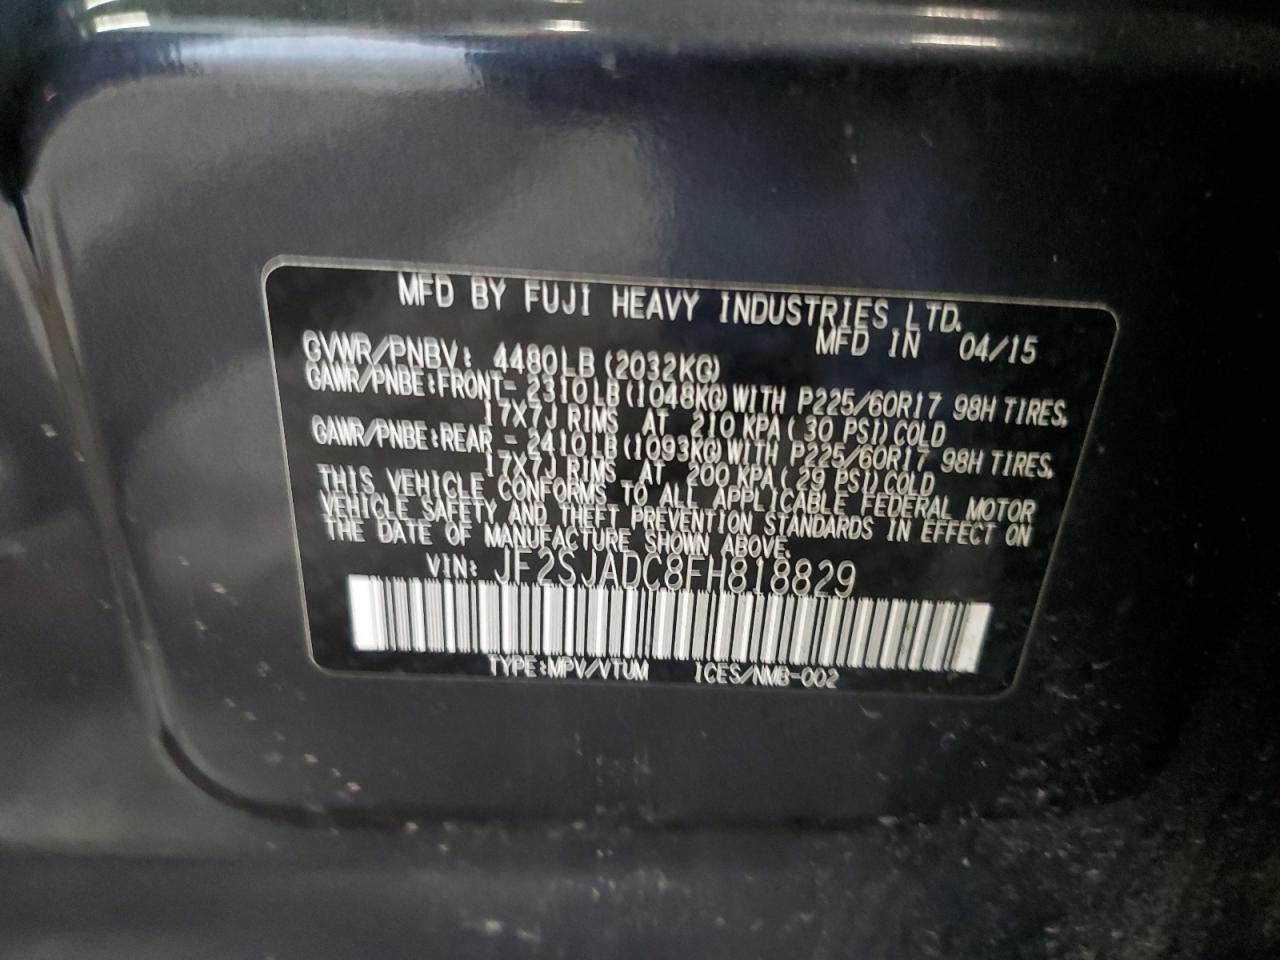 MFD BY FUJI HEAVY INDUSTRIES LTD.
MFD IN 04/15
GVWR/PNBV: 4480LB (2032KG)
GAWR/PNBE:FRONT- 2310LB(1048KG)WITH P225/60R17 98H TIRES,
17X7J RIMS AT 210 KPA( 30 PSI)COLD
GAWR/PNBE:REAR - 2410LB(1093KG)WITH P225/60R17 98H TIRES,
17X7J RIMS AT 200 KPA( 29 PSI)COLD
THIS VEHICLE CONFORMS TO ALL APPLICABLE FEDERAL MOTOR
VEHICLE SAFETY AND THEFT PREVENTION STANDARDS IN EFFECT ON
THE DATE OF MANUFACTURE SHOWN ABOVE.
VIN: JF2SJADC8FH818829
TYPE:MPV/VTUM ICES/NMB-002